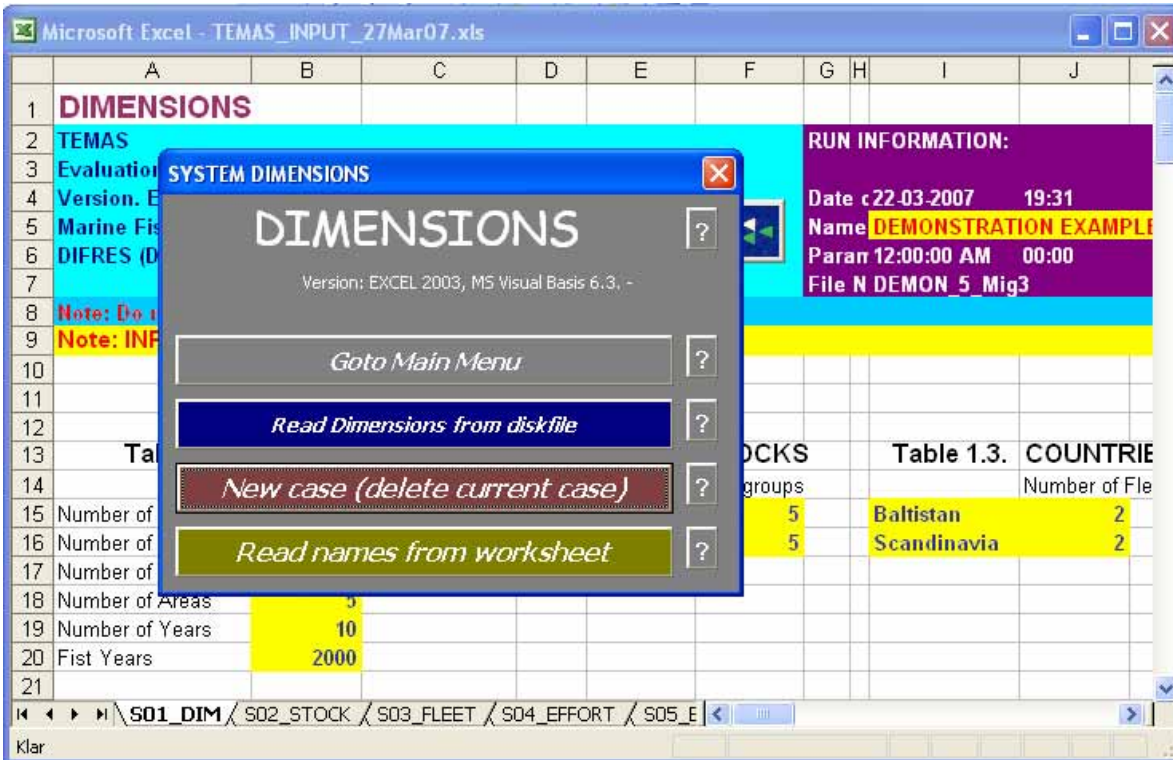 Microsoft Excel - TEMAS_INPUT_27Mar07.xls
A B C D E F G H I J
1 DIMENSIONS
2 TEMAS RUN INFORMATION:
3 Evaluation
SYSTEM DIMENSIONS
4 Version. E Date 22-03-2007 19:31
DIMENSIONS ?
5 Marine Fis Name DEMONSTRATION EXAMPLE
6 DIFRES (D Param 12:00:00 AM 00:00
7 File N DEMON_5_Mig3
Version: EXCEL 2003, MS Visual Basis 6.3. -
8 Note: Do
9 Note: INP
10
Goto Main Menu ?
11
12
Read Dimensions from diskfile ?
13 Tal OCKS Table 1.3. COUNTRIE
14 groups Number of Fle
New case (delete current case) ?
15 Number of 5 Baltistan 2
16 Number of 5 Scandinavia 2
Read names from worksheet ?
17 Number of
18 Number of Areas 5
19 Number of Years 10
20 Fist Years 2000
21
S01_DIM S02_STOCK S03_FLEET S04_EFFORT S05_E
Klar